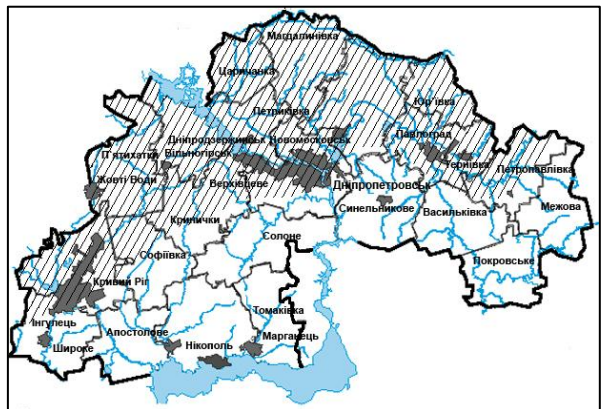 Магдалинівка
Царичанка
Юр'ївка
Петриківка
Дніпродзержинськ Новомосковськ
Павлоград
П'ятихатки
Вільногірськ
Тернівка
Петропавлівка
Жовті Води
Верхівцеве
Дніпропетровськ
Синельникове
Васильківка
Межова
Кринички
Солоне
Софіївка
Покровське
Кривий Ріг
Томаківка
Інгулець
Апостолове
Марганець
Широке
Нікополь